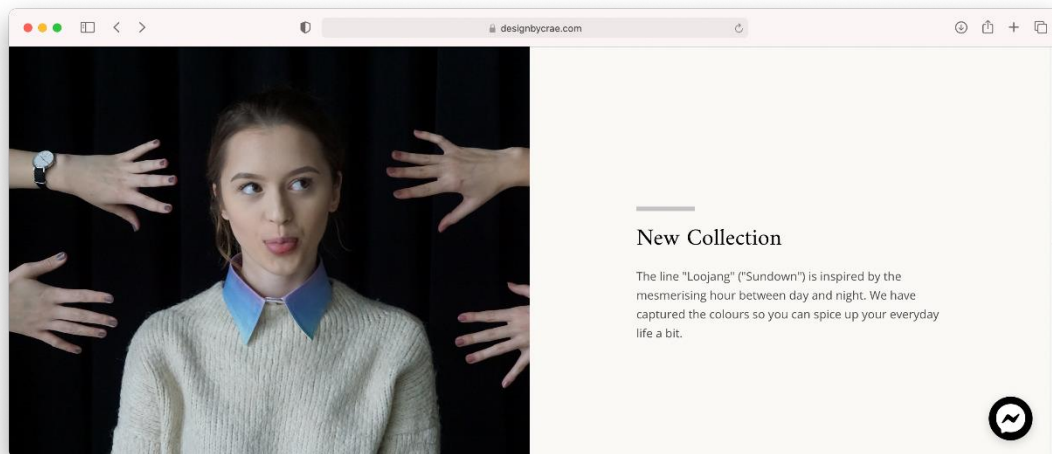 designbycrae.com
New Collection
The line "Loojang" ("Sundown") is inspired by the
mesmerising hour between day and night. We have
captured the colours so you can spice up your everyday
life a bit.